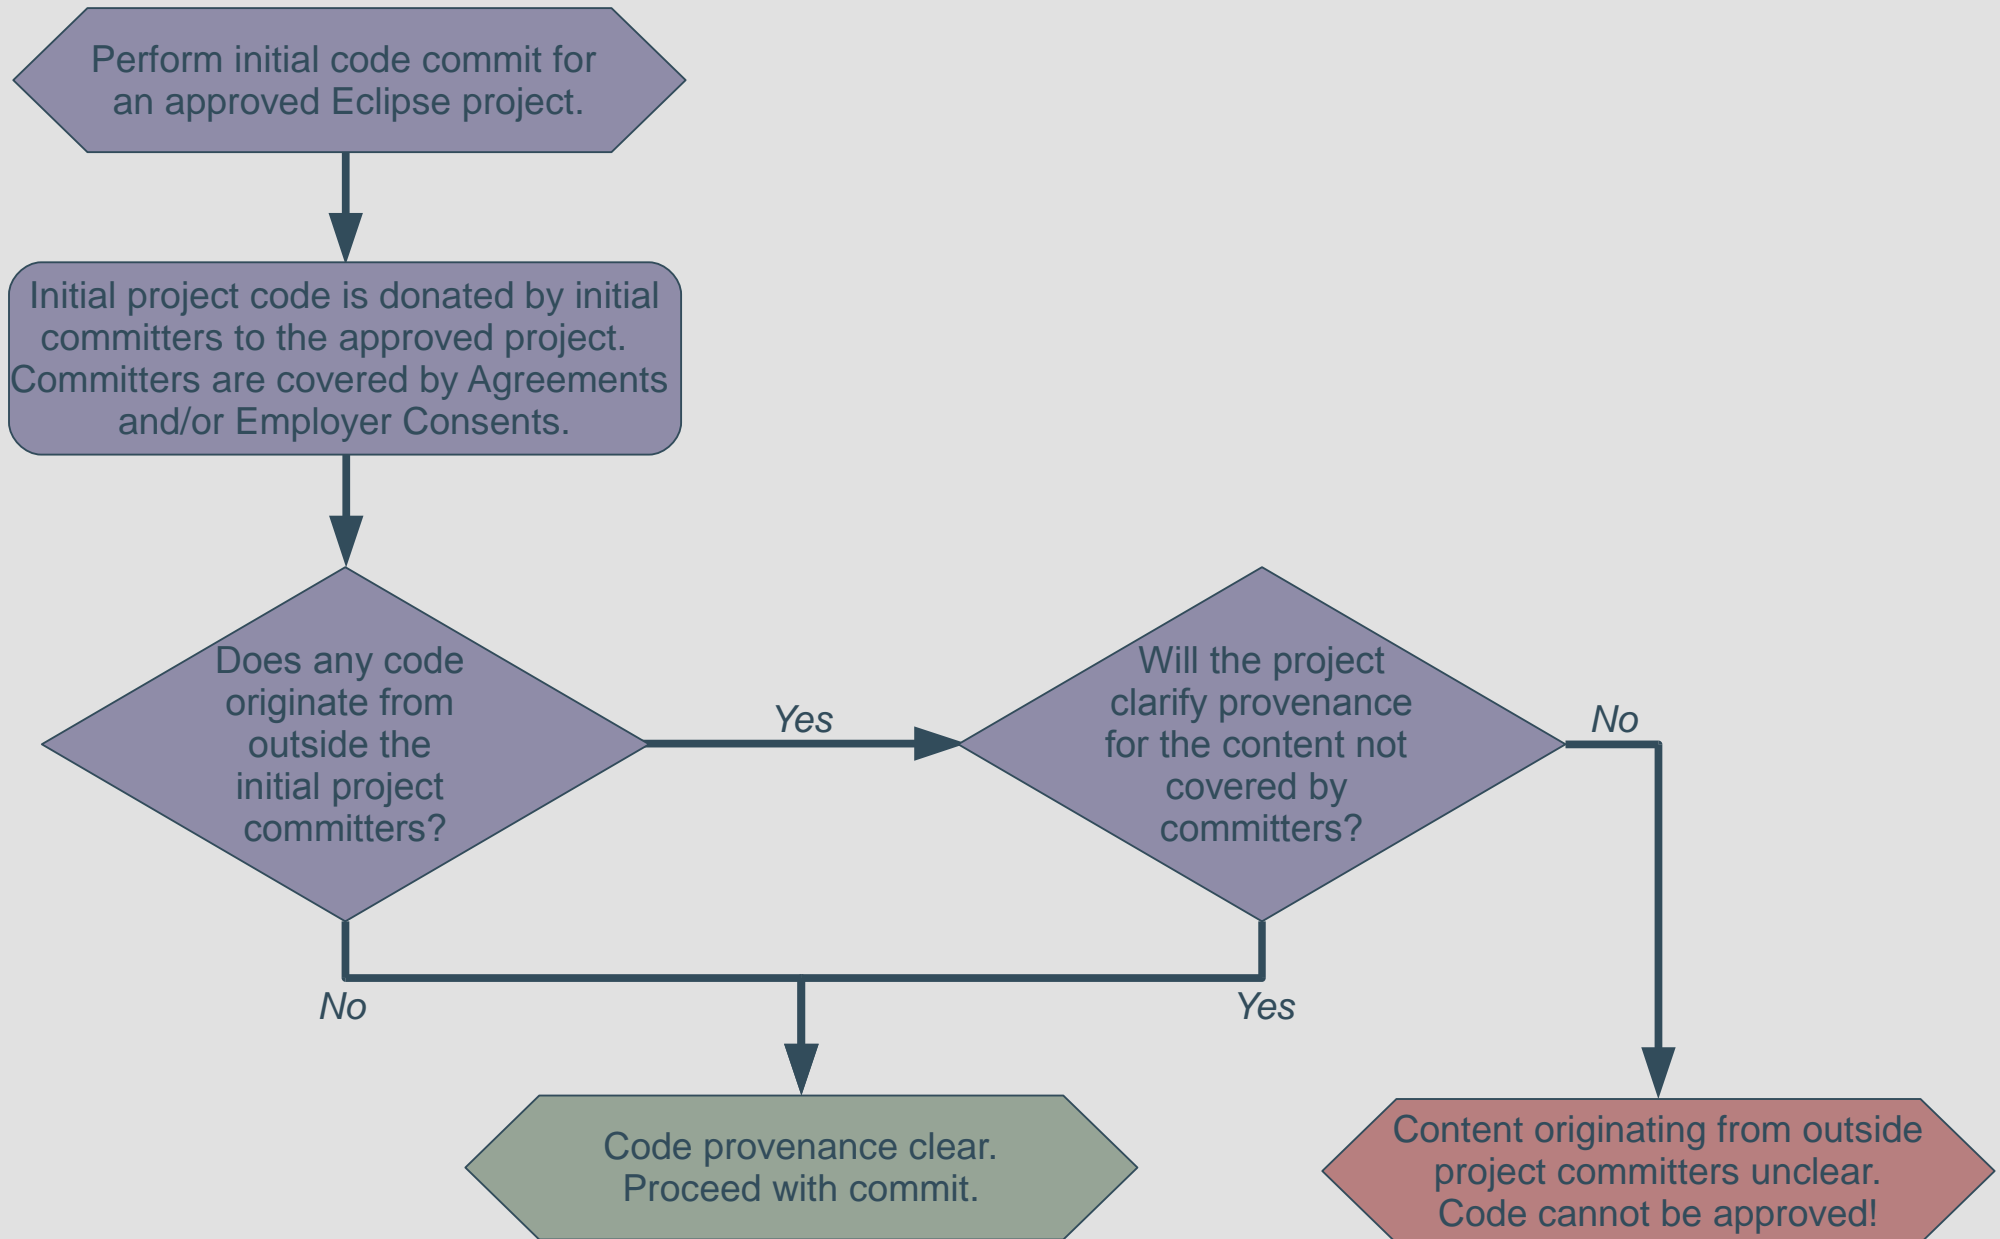 Perform initial code commit for
an approved Eclipse project.
Initial project code is donated by initial
committers to the approved project.
Committers are covered by Agreements
and/or Employer Consents.
Does any code
originate from
outside the
initial project
committers?
Yes
Will the project
clarify provenance
for the content not
covered by
committers?
No
No
Yes
Code provenance clear.
Proceed with commit.
Content originating from outside
project committers unclear.
Code cannot be approved!